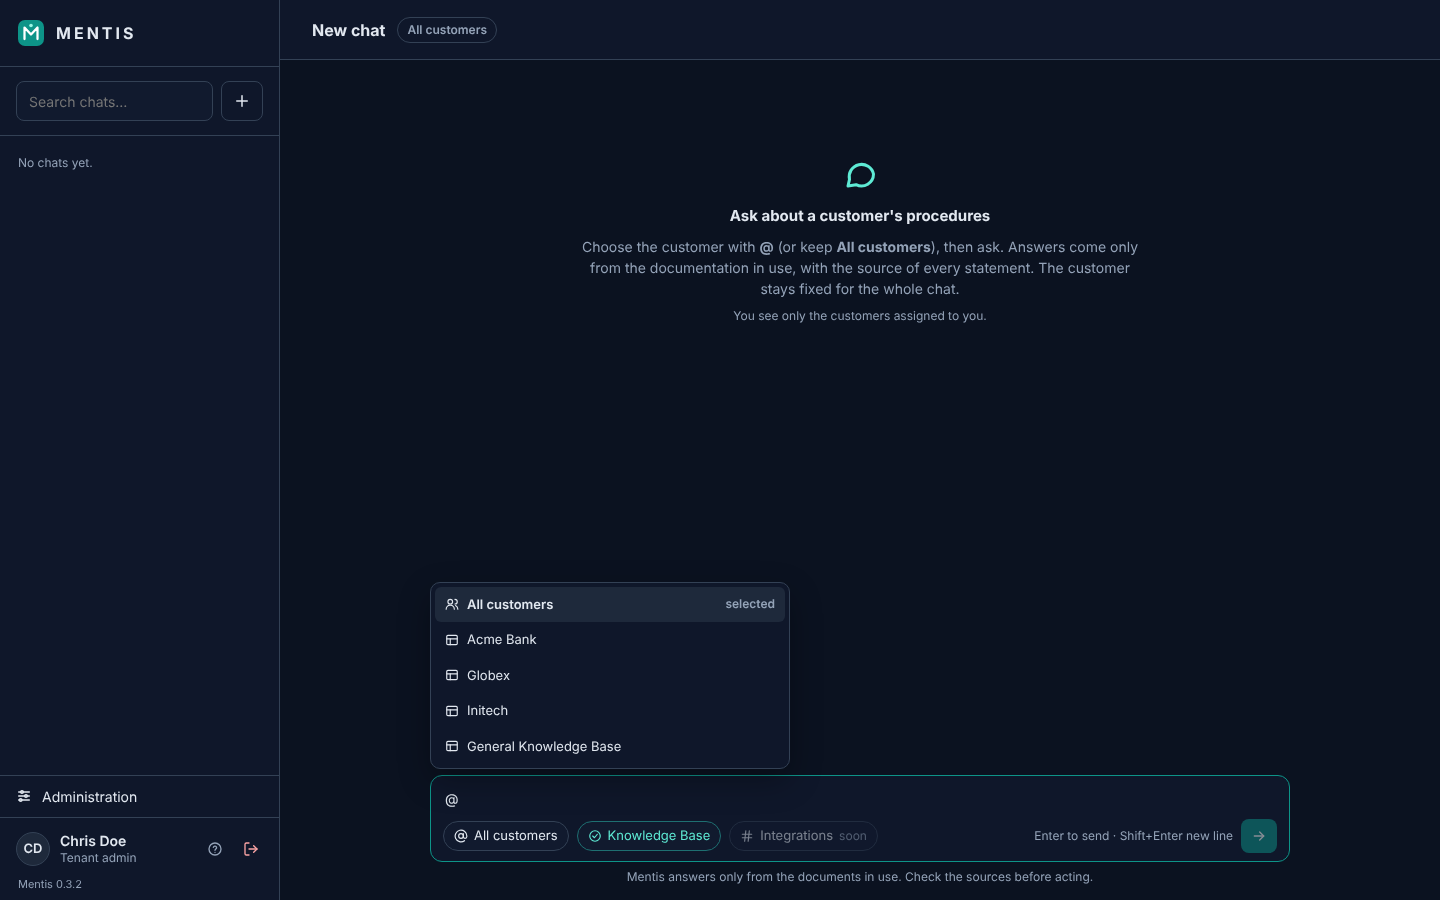 MENTIS
Search chats...
No chats yet.
Administration
CD
Chris Doe
Tenant admin
Mentis 0.3.2
New chat
All customers
Ask about a customer's procedures
Choose the customer with @ (or keep All customers), then ask. Answers come only
from the documentation in use, with the source of every statement. The customer
stays fixed for the whole chat.
You see only the customers assigned to you.
All customers selected
Acme Bank
Globex
Initech
General Knowledge Base
@
@ All customers
Knowledge Base
# Integrations soon
Enter to send · Shift+Enter new line
Mentis answers only from the documents in use. Check the sources before acting.